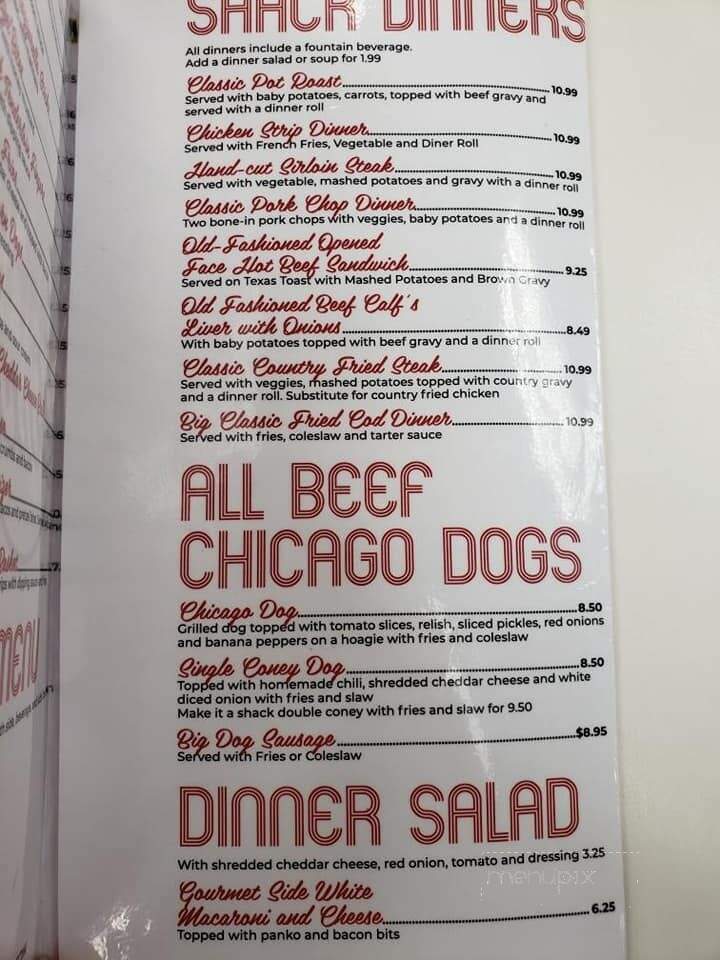 SHACK DINNERS
All dinners include a fountain beverage.
Add a dinner salad or soup for 1.99
Classic Pot Roast 10.99
Served with baby potatoes, carrots, topped with beef gravy and
served with a dinner roll
Chicken Strip Dinner 10.99
Served with French Fries, Vegetable and Diner Roll
Hand-cut Sirloin Steak 10.99
Served with vegetable, mashed potatoes and gravy with a dinner roll
Classic Pork Chop Dinner 10.99
Two bone-in pork chops with veggies, baby potatoes and a dinner roll
Old-Fashioned Opened
Face Hot Beef Sandwich 9.25
Served on Texas Toast with Mashed Potatoes and Brown Gravy
Old Fashioned Beef Calf's
Liver with Onions 8.49
With baby potatoes topped with beef gravy and a dinner roll
Classic Country Fried Steak 10.99
Served with veggies, mashed potatoes topped with country gravy
and a dinner roll. Substitute for country fried chicken
Big Classic Fried Cod Dinner 10.99
Served with fries, coleslaw and tarter sauce
ALL BEEF
CHICAGO DOGS
Chicago Dog 8.50
Grilled dog topped with tomato slices, relish, sliced pickles, red onions
and banana peppers on a hoagie with fries and coleslaw
Single Coney Dog 8.50
Topped with homemade chili, shredded cheddar cheese and white
diced onion with fries and slaw
Make it a shack double coney with fries and slaw for 9.50
Big Dog Sausage $8.95
Served with Fries or Coleslaw
DINNER SALAD
With shredded cheddar cheese, red onion, tomato and dressing 3.25
Gourmet Side White
Macaroni and Cheese 6.25
Topped with panko and bacon bits
menupix
MENU